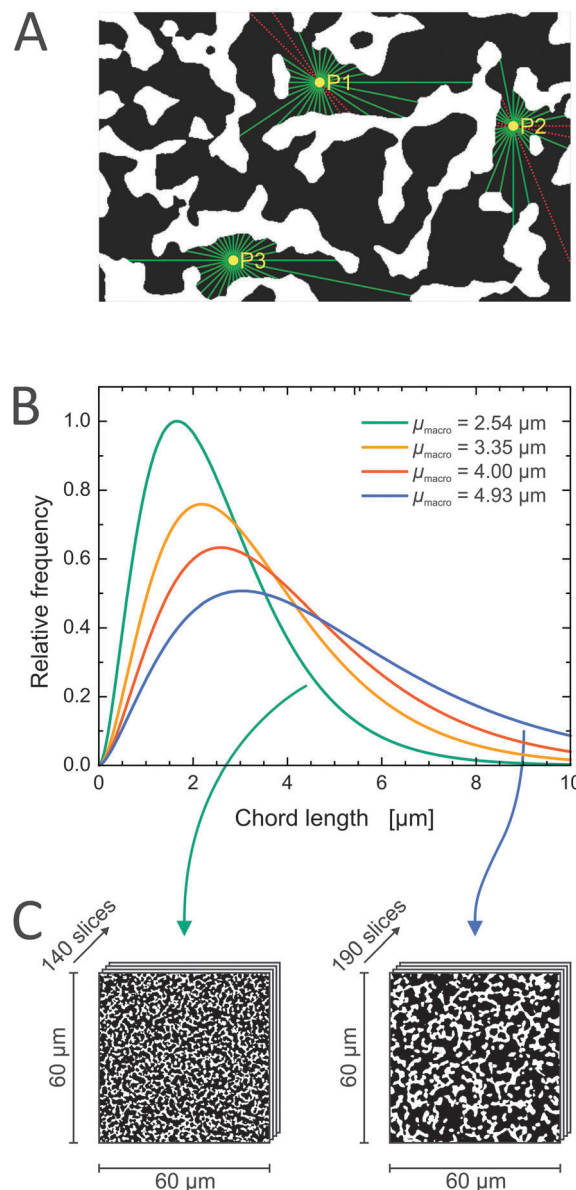 A
P1
P2
P3
B
1.0
0.8
0.6
0.4
0.2
0.0
Relative frequency
μmacro = 2.54 μm
μmacro = 3.35 μm
μmacro = 4.00 μm
μmacro = 4.93 μm
0 2 4 6 8 10
Chord length [μm]
C
140 slices
60 μm
60 μm
190 slices
60 μm
60 μm